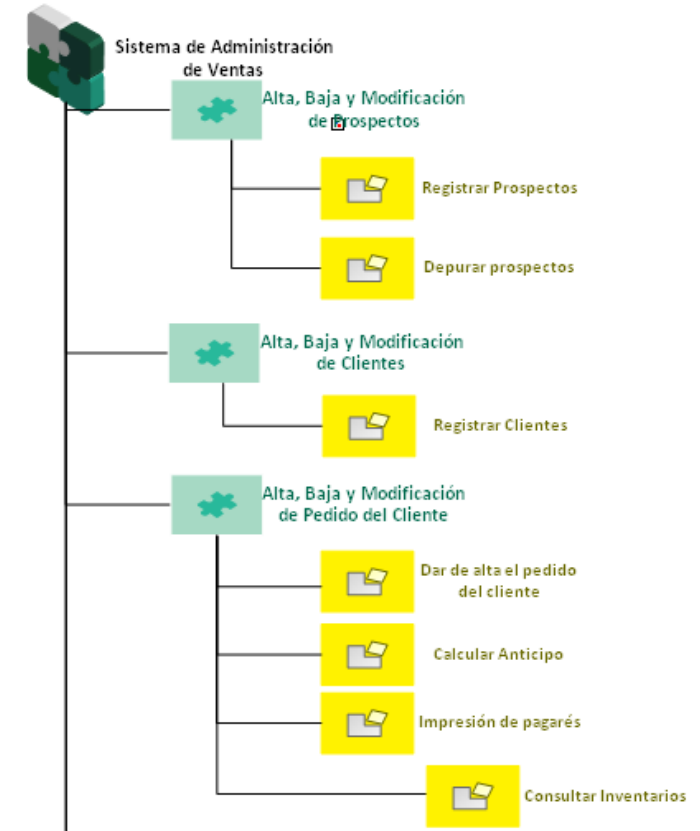 Sistema de Administración
de Ventas
Alta, Baja y Modificación
de Prospectos
Registrar Prospectos
Depurar prospectos
Alta, Baja y Modificación
de Clientes
Registrar Clientes
Alta, Baja y Modificación
de Pedido del Cliente
Dar de alta el pedido
del cliente
Calcular Anticipo
Impresión de pagarés
Consultar Inventarios